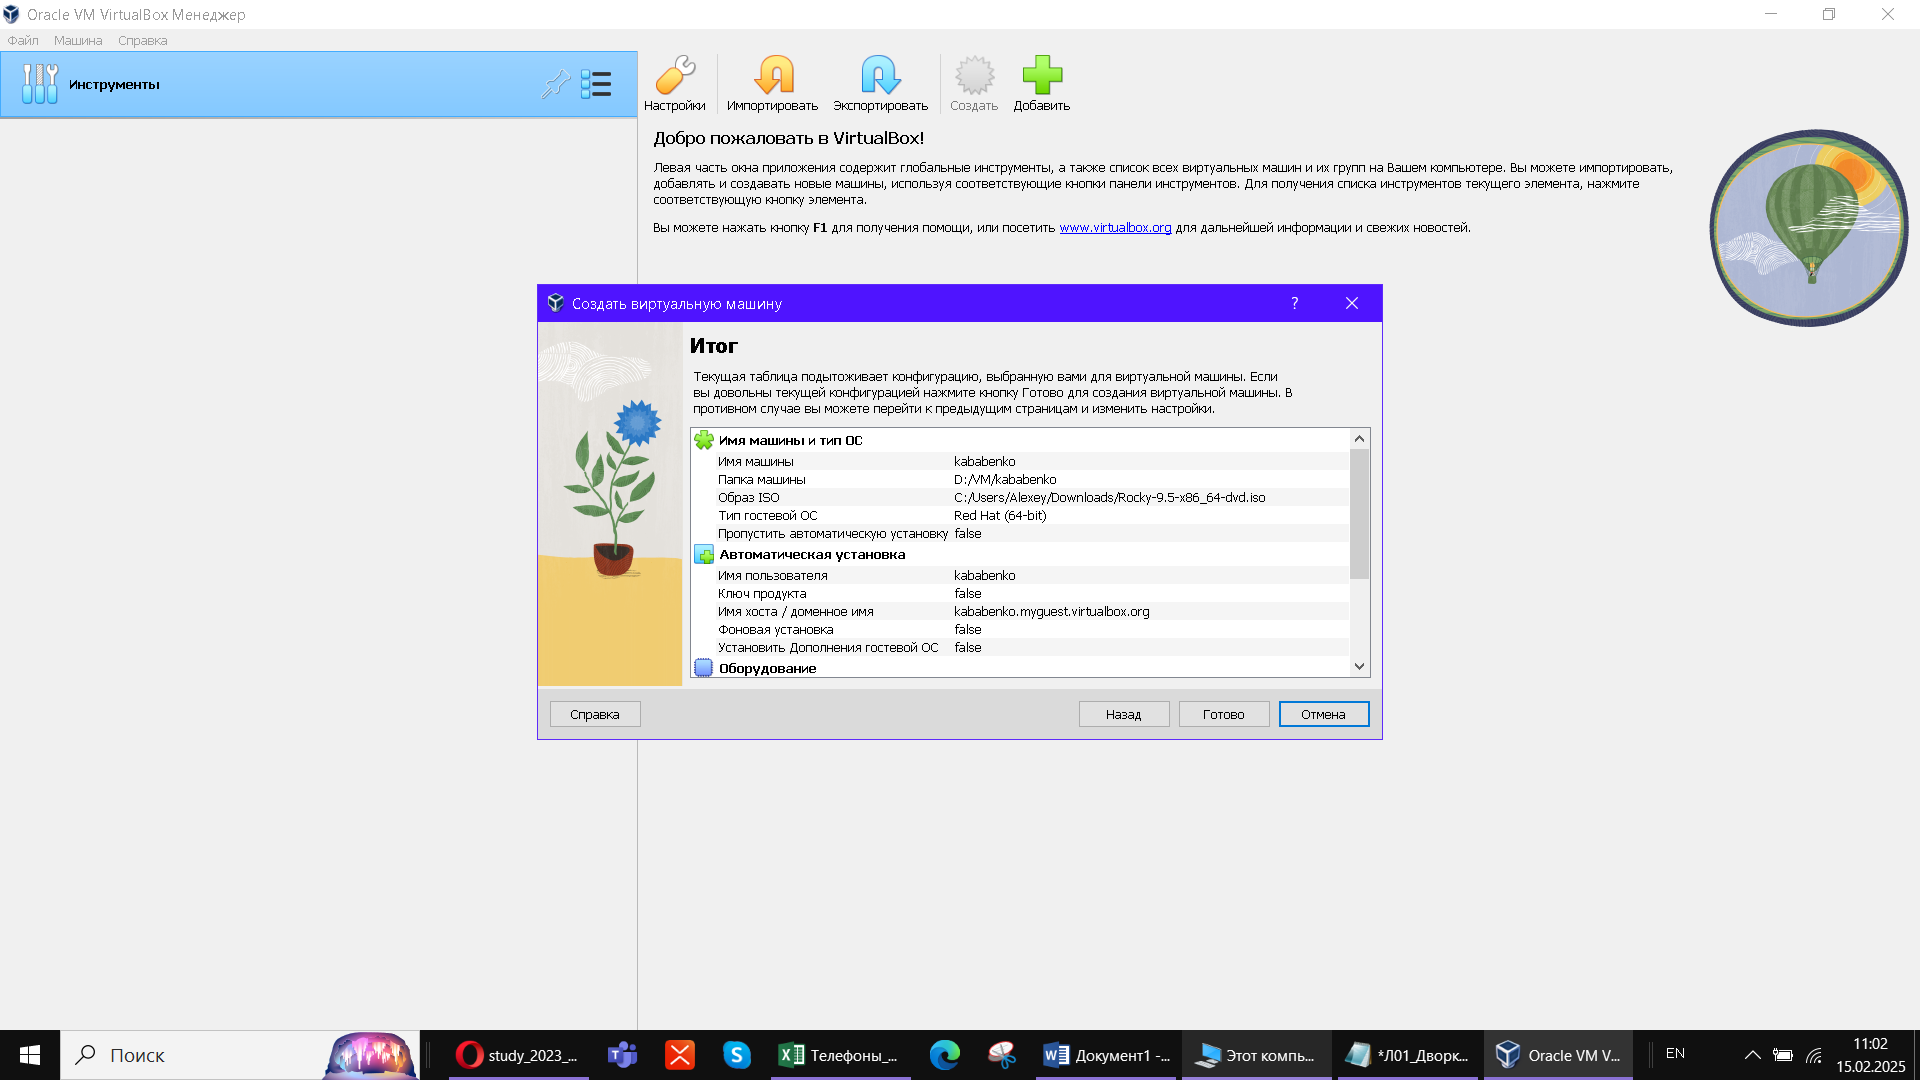 Oracle VM VirtualBox Менеджер
Файл Машина Справка
Инструменты
Настройки Импортировать Экспортировать Создать Добавить
Добро пожаловать в VirtualBox!
Левая часть окна приложения содержит глобальные инструменты, а также список всех виртуальных машин и их групп на Вашем компьютере. Вы можете импортировать,
добавлять и создавать новые машины, используя соответствующие кнопки панели инструментов. Для получения списка инструментов текущего элемента, нажмите
соответствующую кнопку элемента.
Вы можете нажать кнопку F1 для получения помощи, или посетить www.virtualbox.org для дальнейшей информации и свежих новостей.
Создать виртуальную машину
?
Итог
Текущая таблица подытоживает конфигурацию, выбранную вами для виртуальной машины. Если
вы довольны текущей конфигурацией нажмите кнопку Готово для создания виртуальной машины. В
противном случае вы можете перейти к предыдущим страницам и изменить настройки.
Имя машины и тип ОС
Имя машины kababenko
Папка машины D:/VM/kababenko
Образ ISO C:/Users/Alexey/Downloads/Rocky-9.5-x86_64-dvd.iso
Тип гостевой ОС Red Hat (64-bit)
Пропустить автоматическую установку false
Автоматическая установка
Имя пользователя kababenko
Ключ продукта false
Имя хоста / доменное имя kababenko.myguest.virtualbox.org
Фоновая установка false
Установить Дополнения гостевой ОС false
Оборудование
Справка Назад Готово Отмена
Поиск study_2023_... Телефоны_... Документ1 -... Этот компь... *Л01_Дворк... Oracle VM V... EN
11:02
15.02.2025